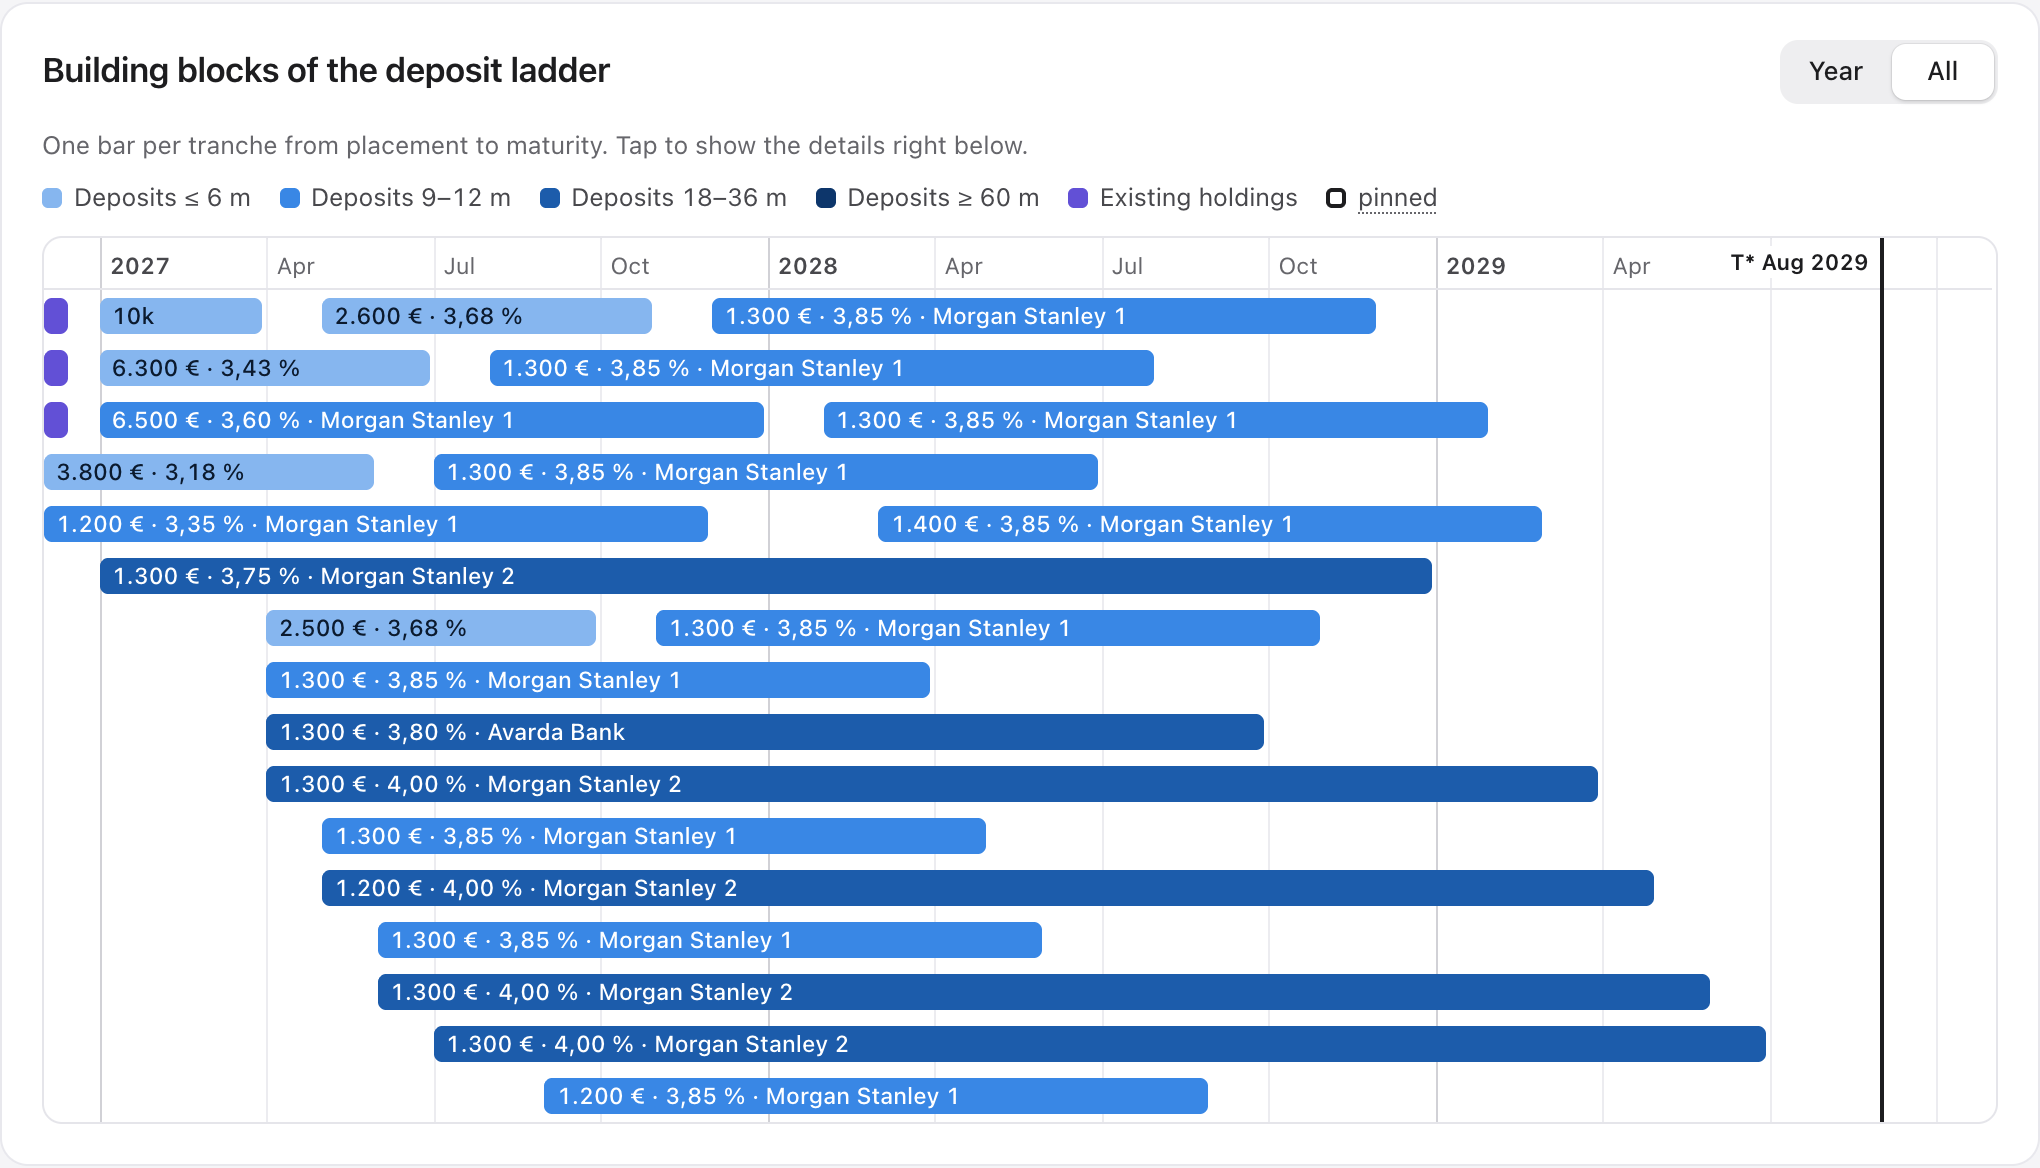 Building blocks of the deposit ladder
Year All
One bar per tranche from placement to maturity. Tap to show the details right below.
Deposits ≤ 6 m Deposits 9–12 m Deposits 18–36 m Deposits ≥ 60 m Existing holdings pinned
2027 Apr Jul Oct 2028 Apr Jul Oct 2029 Apr T* Aug 2029
10k 2.600 € · 3,68 % 1.300 € · 3,85 % · Morgan Stanley 1
6.300 € · 3,43 % 1.300 € · 3,85 % · Morgan Stanley 1
6.500 € · 3,60 % · Morgan Stanley 1 1.300 € · 3,85 % · Morgan Stanley 1
3.800 € · 3,18 % 1.300 € · 3,85 % · Morgan Stanley 1
1.200 € · 3,35 % · Morgan Stanley 1 1.400 € · 3,85 % · Morgan Stanley 1
1.300 € · 3,75 % · Morgan Stanley 2
2.500 € · 3,68 % 1.300 € · 3,85 % · Morgan Stanley 1
1.300 € · 3,85 % · Morgan Stanley 1
1.300 € · 3,80 % · Avarda Bank
1.300 € · 4,00 % · Morgan Stanley 2
1.300 € · 3,85 % · Morgan Stanley 1
1.200 € · 4,00 % · Morgan Stanley 2
1.300 € · 3,85 % · Morgan Stanley 1
1.300 € · 4,00 % · Morgan Stanley 2
1.300 € · 4,00 % · Morgan Stanley 2
1.200 € · 3,85 % · Morgan Stanley 1